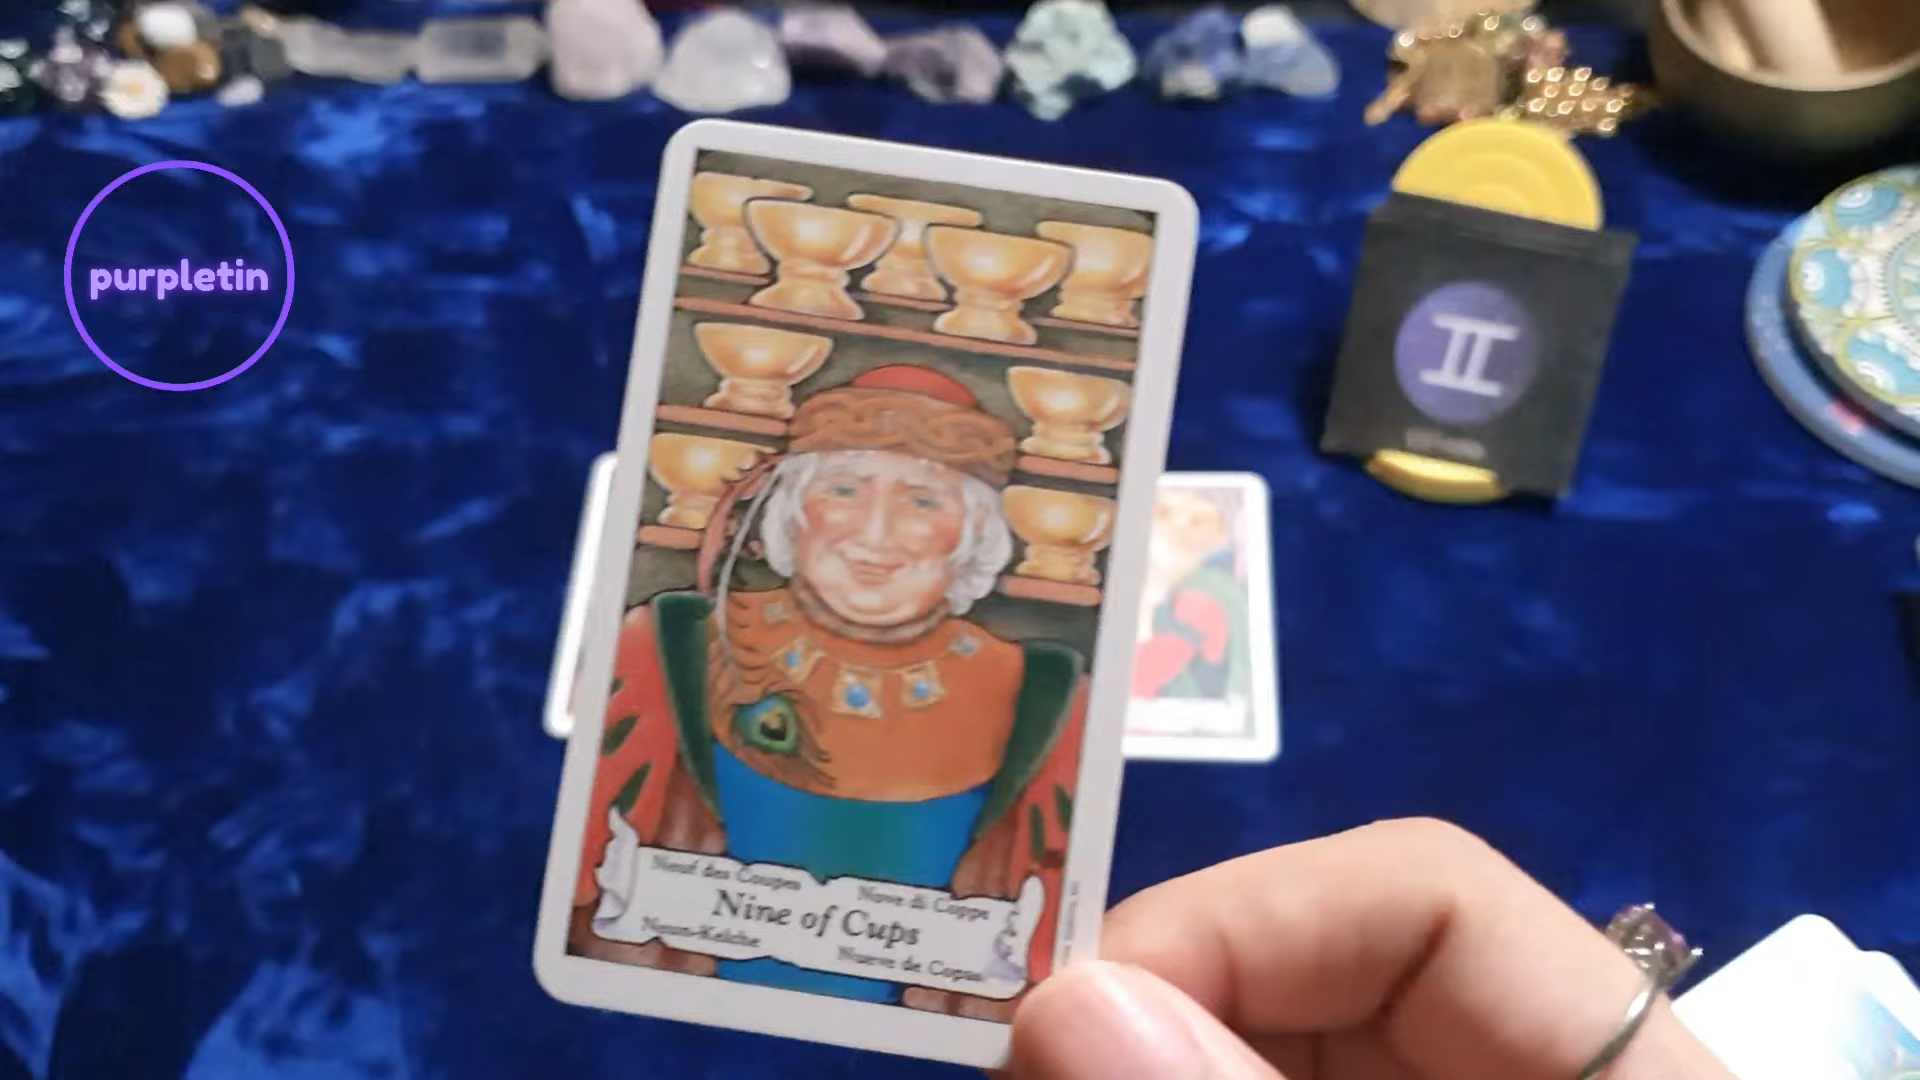 purpletin
Neuf des Coupes
Nove di Coppe
Nine of Cups
Neun-Kelche
Nueve de Copas